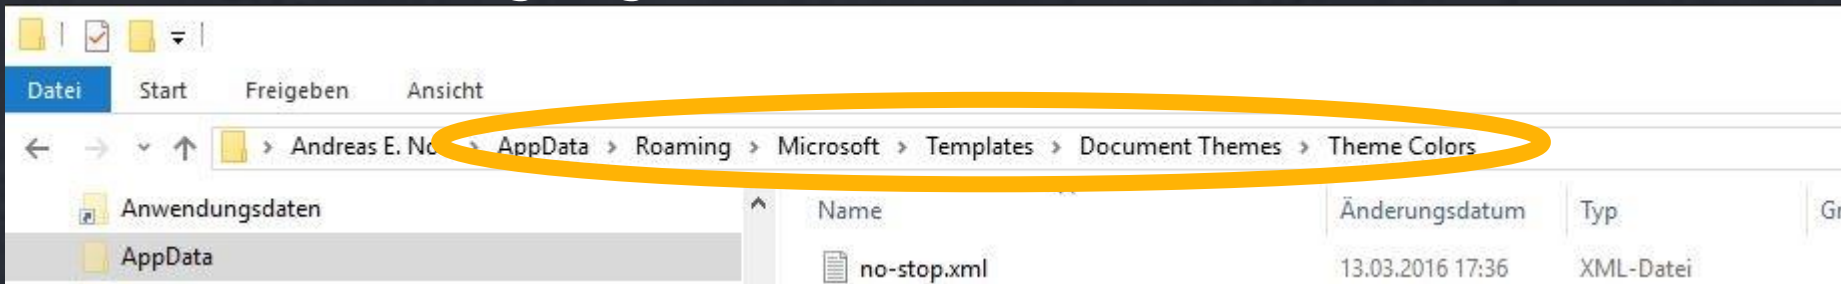 Datei Start Freigeben Ansicht
Andreas E. › AppData › Roaming › Microsoft › Templates › Document Themes › Theme Colors
Anwendungsdaten Name Änderungsdatum Typ
AppData no-stop.xml 13.03.2016 17:36 XML-Datei